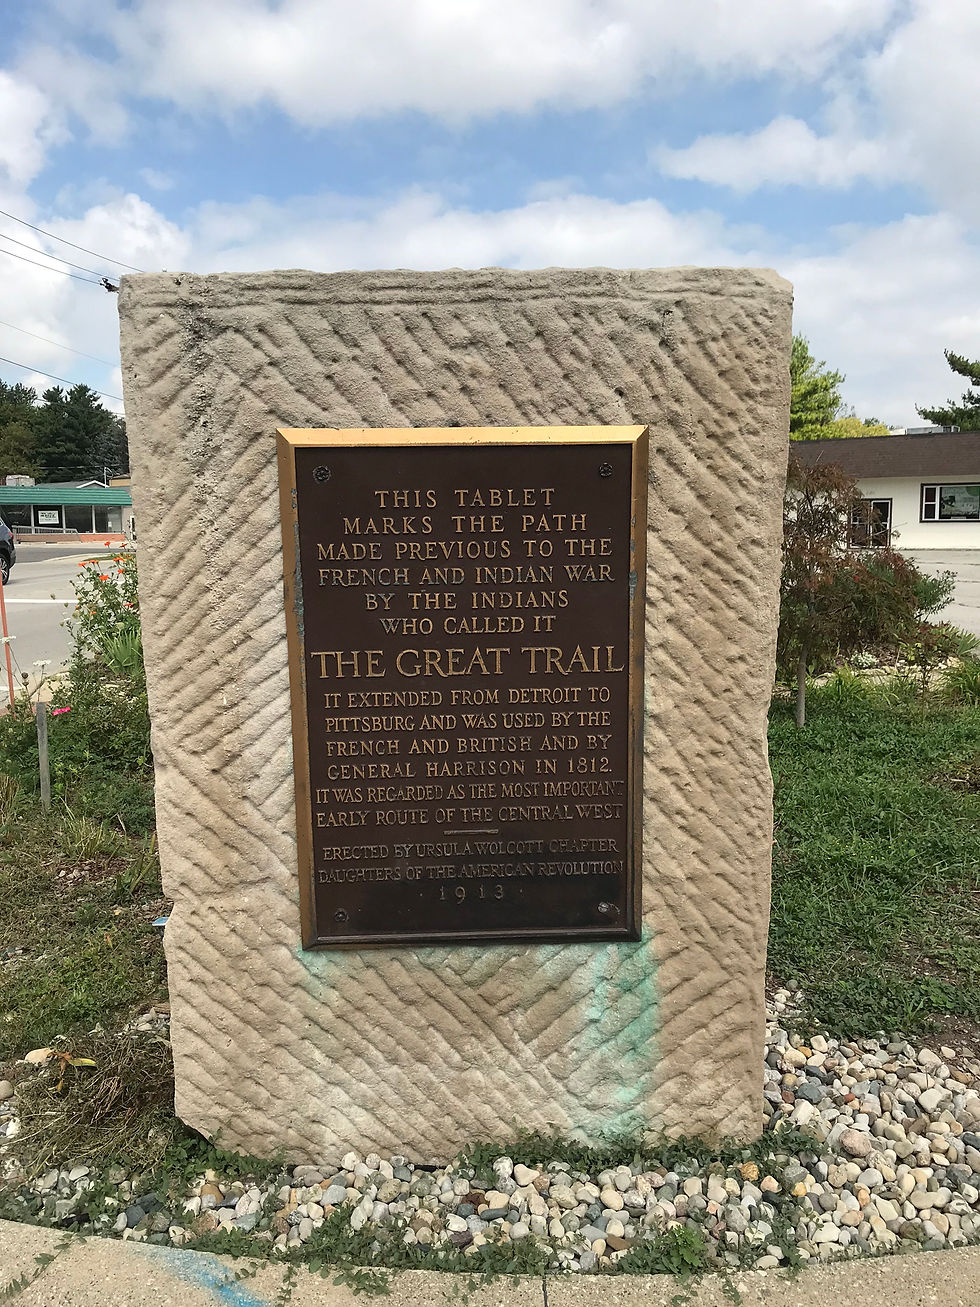 THIS TABLET
MARKS THE PATH
MADE PREVIOUS TO THE
FRENCH AND INDIAN WAR
BY THE INDIANS
WHO CALLED IT
THE GREAT TRAIL
IT EXTENDED FROM DETROIT TO
PITTSBURG AND WAS USED BY THE
FRENCH AND BRITISH AND BY
GENERAL HARRISON IN 1812.
IT WAS REGARDED AS THE MOST IMPORTANT
EARLY ROUTE OF THE CENTRAL WEST
ERECTED BY URSULA WOLCOTT CHAPTER
DAUGHTERS OF THE AMERICAN REVOLUTION
· 1913 ·